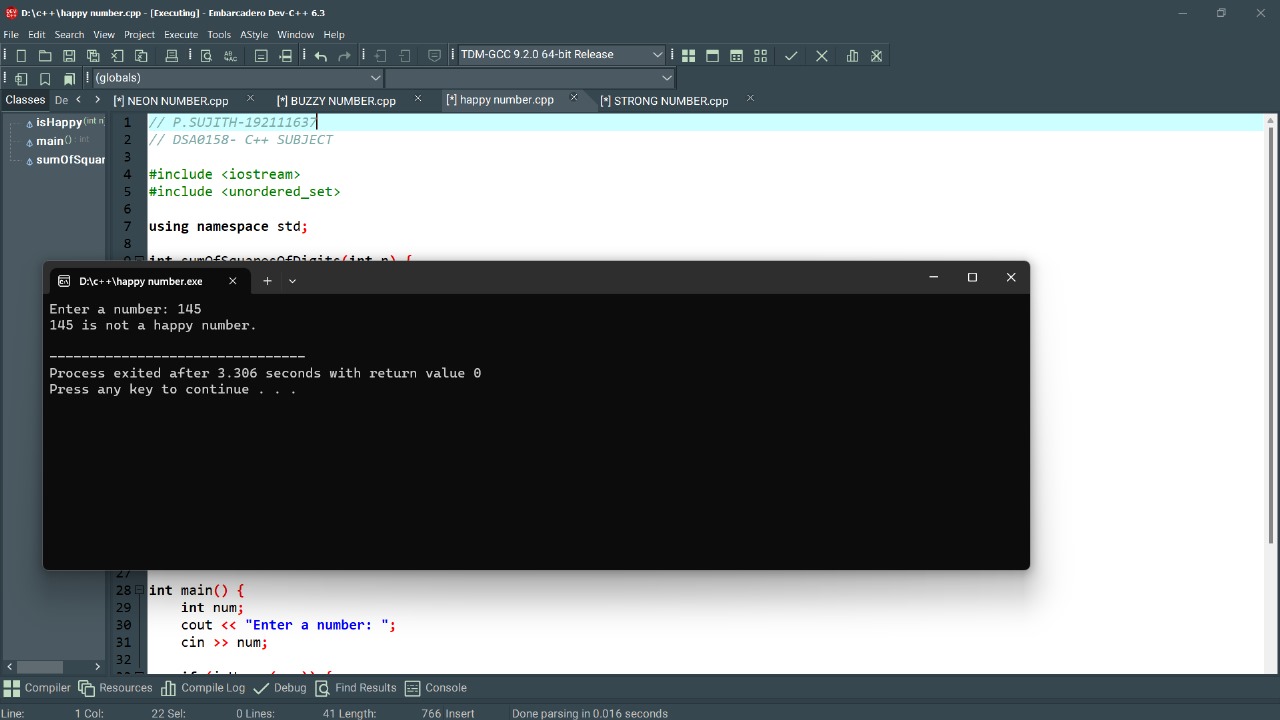 D:\c++\happy number.cpp - [Executing] - Embarcadero Dev-C++ 6.3
File Edit Search View Project Execute Tools AStyle Window Help
TDM-GCC 9.2.0 64-bit Release
(globals)
Classes De [*] NEON NUMBER.cpp [*] BUZZY NUMBER.cpp [*] happy number.cpp [*] STRONG NUMBER.cpp
isHappy (int n)
main () : int
sumOfSquar
1 // P.SUJITH-192111637
2 // DSA0158- C++ SUBJECT
3
4 #include <iostream>
5 #include <unordered_set>
6
7 using namespace std;
8
9 int sumOfSquaresOfDigits(int n) {
D:\c++\happy number.exe
Enter a number: 145
145 is not a happy number.
--------------------------------
Process exited after 3.306 seconds with return value 0
Press any key to continue . . .
27
28 int main() {
29 int num;
30 cout << "Enter a number: ";
31 cin >> num;
32
Compiler Resources Compile Log Debug Find Results Console
Line: 1 Col: 22 Sel: 0 Lines: 41 Length: 766 Insert Done parsing in 0.016 seconds